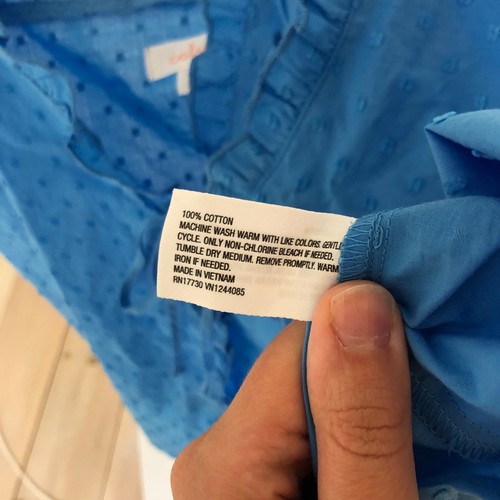 100% COTTON
MACHINE WASH WARM WITH LIKE COLORS. GENTLE
CYCLE. ONLY NON-CHLORINE BLEACH IF NEEDED.
TUMBLE DRY MEDIUM. REMOVE PROMPTLY. WARM
IRON IF NEEDED.
MADE IN VIETNAM
RN17730 VN1244085